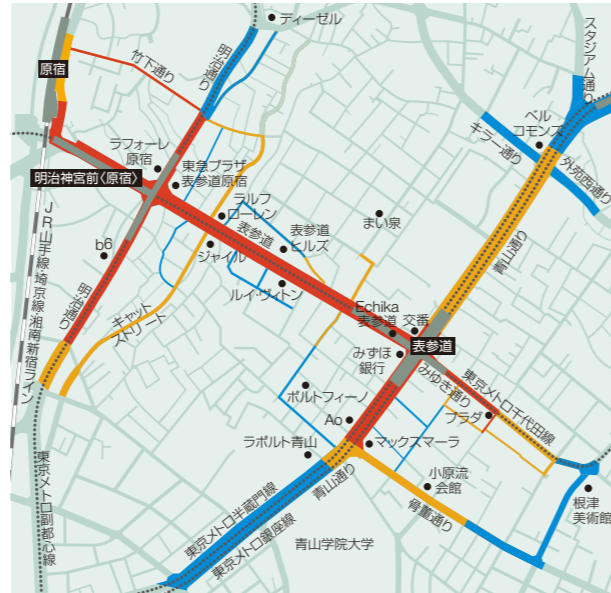 ディーゼル
スタジアム通り
原宿
竹下通り
明治通り
ベル
コモンズ
キラー通り
外苑西通り
ラフォーレ
原宿
東急プラザ
表参道原宿
明治神宮前〈原宿〉
ラルフ
ローレン
表参道
表参道
ヒルズ
まい泉
青山通り
b6
ジャイル
ルイ・ヴィトン
JR山手線・埼京線・湘南新宿ライン
明治通り
キャット
ストリート
Echika
表参道
交番
表参道
みずほ
銀行
みゆき通り
東京メトロ千代田線
ポルトフィーノ
プラダ
Ao
ラポルト青山
マックスマーラ
青山通り
小原流
会館
骨董通り
根津
美術館
東京メトロ副都心線
東京メトロ半蔵門線
東京メトロ銀座線
青山学院大学